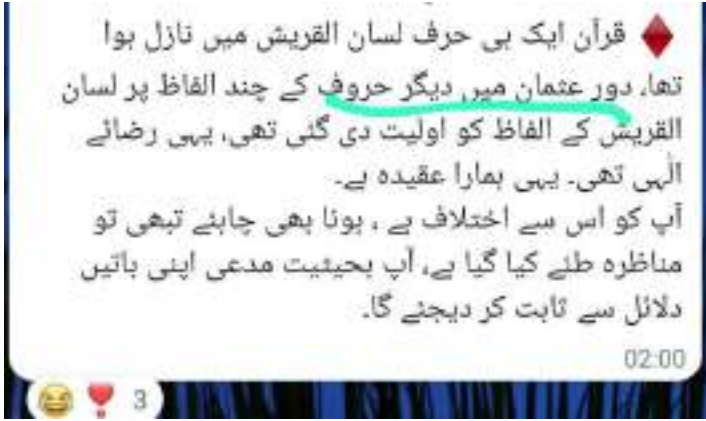 قرآن ایک ہی حرف لسان القریش میں نازل ہوا
تھا، دور عثمان میں دیگر حروف کے چند الفاظ پر لسان
القریش کے الفاظ کو اولیت دی گئی تھی، یہی رضائے
الٰہی تھی۔ یہی ہمارا عقیدہ ہے۔
آپ کو اس سے اختلاف ہے ، ہونا بھی چاہئے تبھی تو
مناظرہ طئے کیا گیا ہے، آپ بحیثیت مدعی اپنی باتیں
دلائل سے ثابت کر دیجئے گا۔
02:00
3